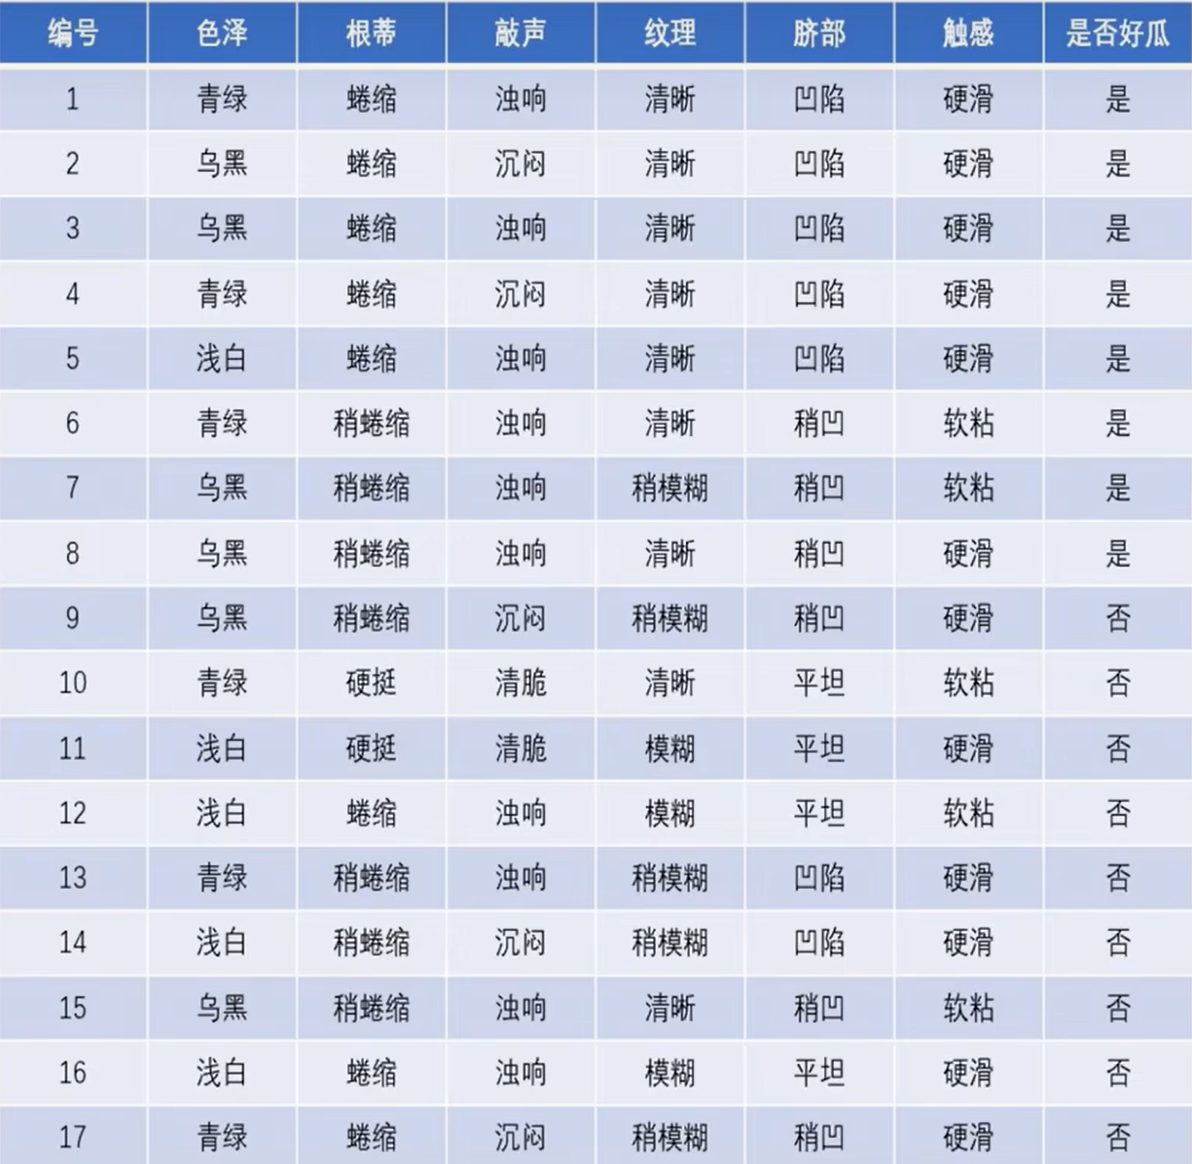 编号 色泽 根蒂 敲声 纹理 脐部 触感 是否好瓜
1 青绿 蜷缩 浊响 清晰 凹陷 硬滑 是
2 乌黑 蜷缩 沉闷 清晰 凹陷 硬滑 是
3 乌黑 蜷缩 浊响 清晰 凹陷 硬滑 是
4 青绿 蜷缩 沉闷 清晰 凹陷 硬滑 是
5 浅白 蜷缩 浊响 清晰 凹陷 硬滑 是
6 青绿 稍蜷缩 浊响 清晰 稍凹 软粘 是
7 乌黑 稍蜷缩 浊响 稍模糊 稍凹 软粘 是
8 乌黑 稍蜷缩 浊响 清晰 稍凹 硬滑 是
9 乌黑 稍蜷缩 沉闷 稍模糊 稍凹 硬滑 否
10 青绿 硬挺 清脆 清晰 平坦 软粘 否
11 浅白 硬挺 清脆 模糊 平坦 硬滑 否
12 浅白 蜷缩 浊响 模糊 平坦 软粘 否
13 青绿 稍蜷缩 浊响 稍模糊 凹陷 硬滑 否
14 浅白 稍蜷缩 沉闷 稍模糊 凹陷 硬滑 否
15 乌黑 稍蜷缩 浊响 清晰 稍凹 软粘 否
16 浅白 蜷缩 浊响 模糊 平坦 硬滑 否
17 青绿 蜷缩 沉闷 稍模糊 稍凹 硬滑 否